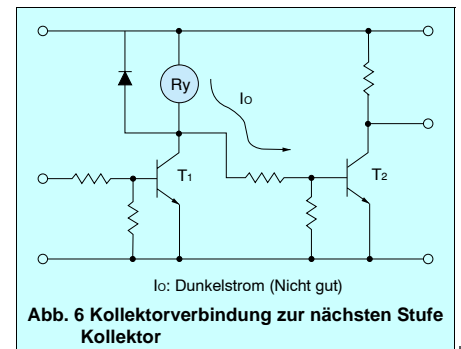 Ry
Io
T1
T2
Io: Dunkelstrom (Nicht gut)
Abb. 6 Kollektorverbindung zur nächsten Stufe
Kollektor